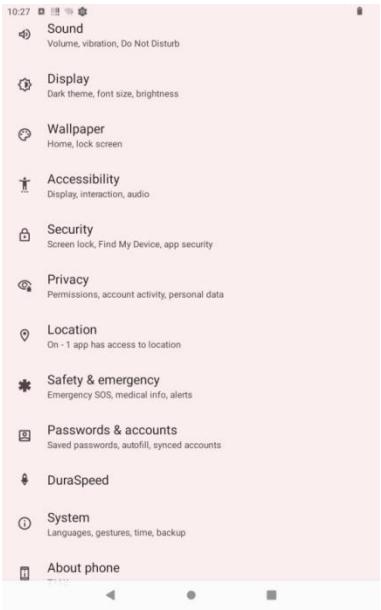 10:27
Sound
Volume, vibration, Do Not Disturb
Display
Dark theme, font size, brightness
Wallpaper
Home, lock screen
Accessibility
Display, interaction, audio
Security
Screen lock, Find My Device, app security
Privacy
Permissions, account activity, personal data
Location
On - 1 app has access to location
Safety & emergency
Emergency SOS, medical info, alerts
Passwords & accounts
Saved passwords, autofill, synced accounts
DuraSpeed
System
Languages, gestures, time, backup
About phone